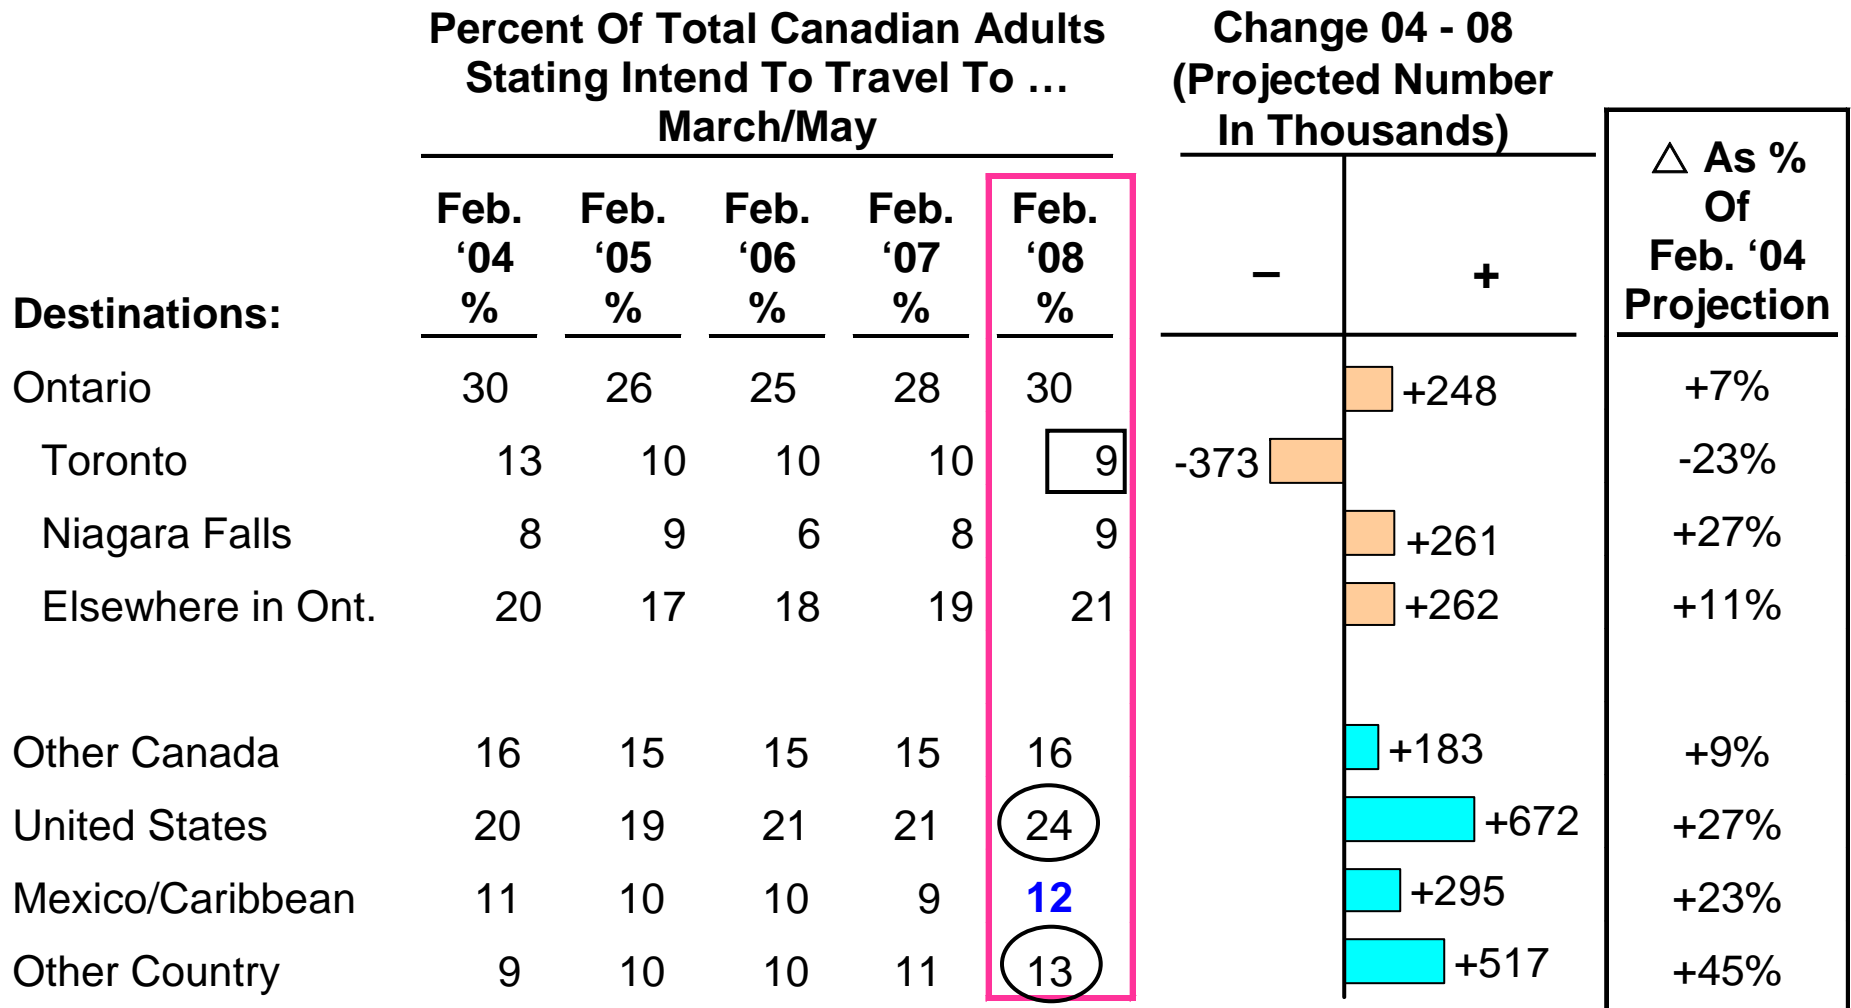 Percent Of Total Canadian Adults
Stating Intend To Travel To …
March/May
Change 04 - 08
(Projected Number
In Thousands)
△ As %
Of
Feb. ‘04
Projection
Feb. Feb. Feb. Feb. Feb.
‘04 ‘05 ‘06 ‘07 ‘08
– +
Destinations: % % % % %
Ontario 30 26 25 28 30 +248 +7%
Toronto 13 10 10 10 9 -373 -23%
Niagara Falls 8 9 6 8 9 +261 +27%
Elsewhere in Ont. 20 17 18 19 21 +262 +11%
Other Canada 16 15 15 15 16 +183 +9%
United States 20 19 21 21 24 +672 +27%
Mexico/Caribbean 11 10 10 9 12 +295 +23%
Other Country 9 10 10 11 13 +517 +45%